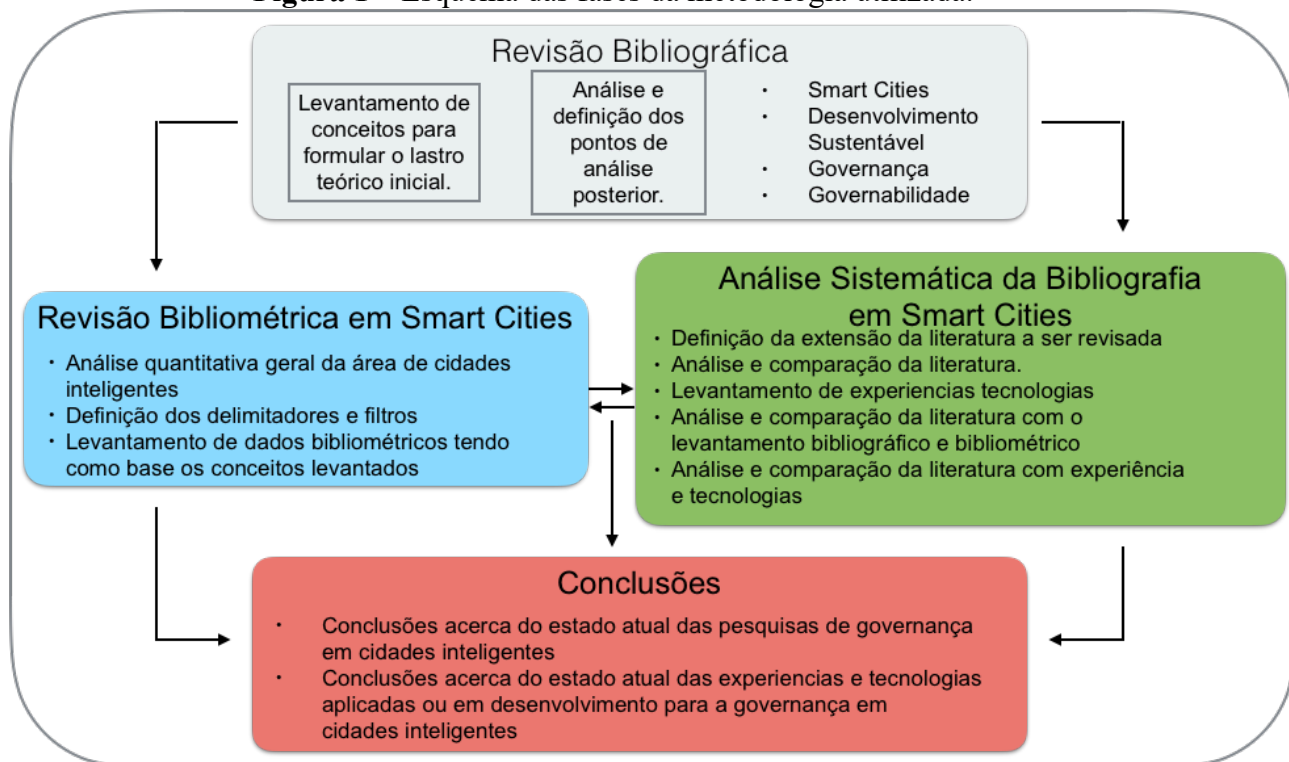 Esquema das fases da metodologia utilizada.
Revisão Bibliográfica
Levantamento de
conceitos para
formular o lastro
teórico inicial.
Análise e
definição dos
pontos de
análise
posterior.
· Smart Cities
· Desenvolvimento
Sustentável
· Governança
· Governabilidade
Revisão Bibliométrica em Smart Cities
· Análise quantitativa geral da área de cidades
inteligentes
· Definição dos delimitadores e filtros
· Levantamento de dados bibliométricos tendo
como base os conceitos levantados
Análise Sistemática da Bibliografia
em Smart Cities
· Definição da extensão da literatura a ser revisada
· Análise e comparação da literatura.
· Levantamento de experiencias tecnologias
· Análise e comparação da literatura com o
levantamento bibliográfico e bibliométrico
· Análise e comparação da literatura com experiência
e tecnologias
Conclusões
· Conclusões acerca do estado atual das pesquisas de governança
em cidades inteligentes
· Conclusões acerca do estado atual das experiencias e tecnologias
aplicadas ou em desenvolvimento para a governança em
cidades inteligentes